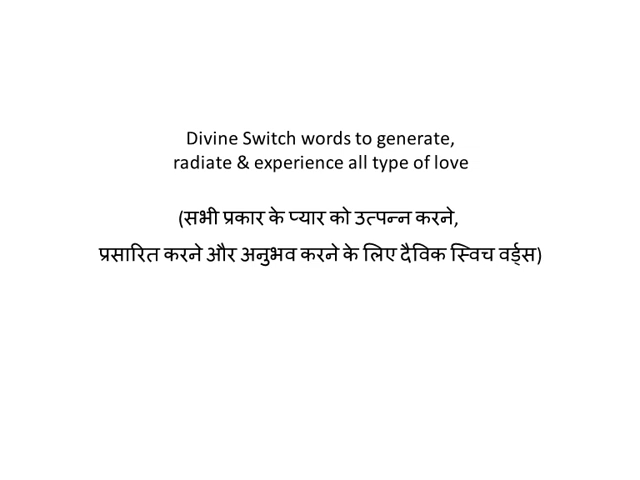 Divine Switch words to generate,
radiate & experience all type of love
(सभी प्रकार के प्यार को उत्पन्न करने,
प्रसारित करने और अनुभव करने के लिए दैविक स्विच वर्ड्स)